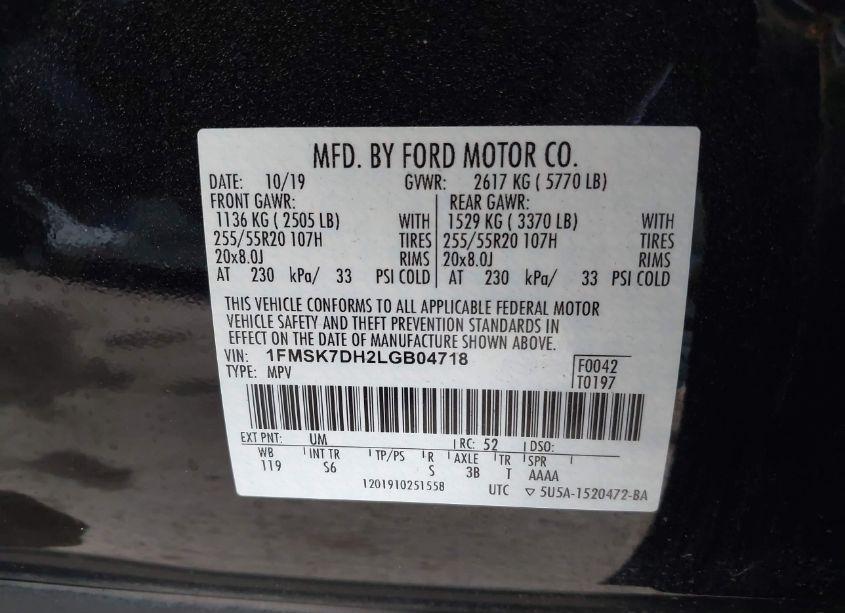 MFD. BY FORD MOTOR CO.
DATE: 10/19 GVWR: 2617 KG ( 5770 LB)
FRONT GAWR: REAR GAWR:
1136 KG ( 2505 LB) WITH 1529 KG ( 3370 LB) WITH
255/55R20 107H TIRES 255/55R20 107H TIRES
20x8.0J RIMS 20x8.0J RIMS
AT 230 kPa/ 33 PSI COLD AT 230 kPa/ 33 PSI COLD
THIS VEHICLE CONFORMS TO ALL APPLICABLE FEDERAL MOTOR
VEHICLE SAFETY AND THEFT PREVENTION STANDARDS IN
EFFECT ON THE DATE OF MANUFACTURE SHOWN ABOVE.
VIN: 1FMSK7DH2LGB04718
TYPE: MPV
F0042
T0197
EXT PNT: UM RC: 52 DSO:
WB INT TR TP/PS R AXLE TR SPR
119 S6 S 3B T AAAA
1201910251558 UTC ▽ 5U5A-1520472-BA